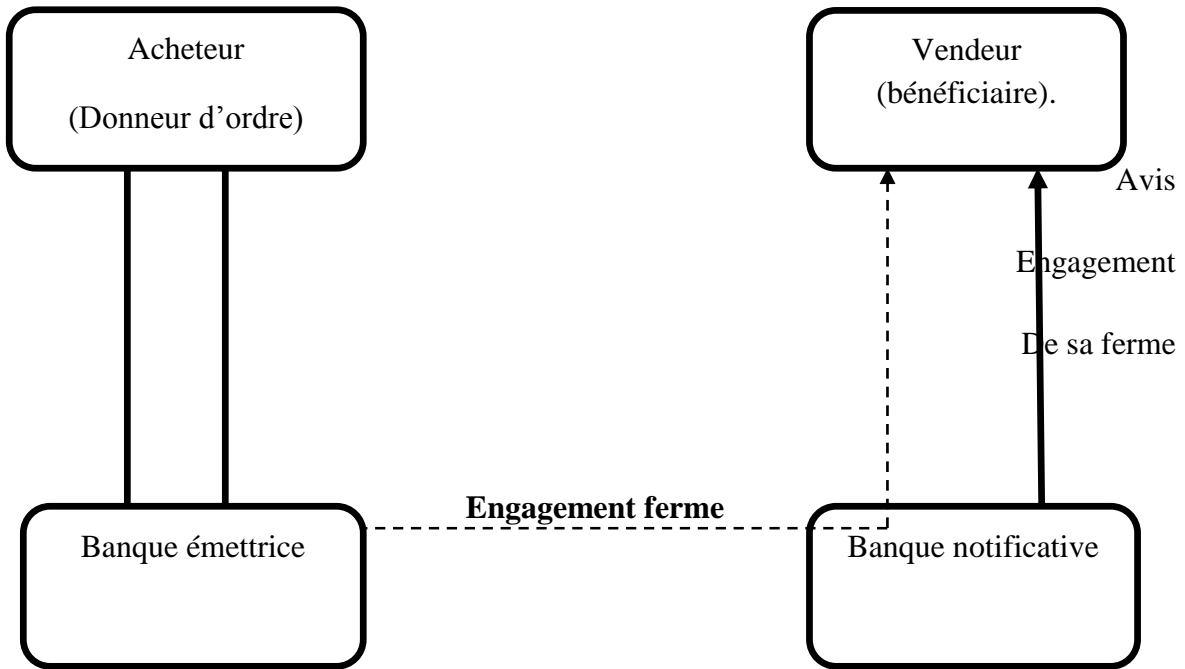 Acheteur
(Donneur d’ordre)
Vendeur
(bénéficiaire).
Avis
Engagement
De sa ferme
Engagement ferme
Banque émettrice
Banque notificative